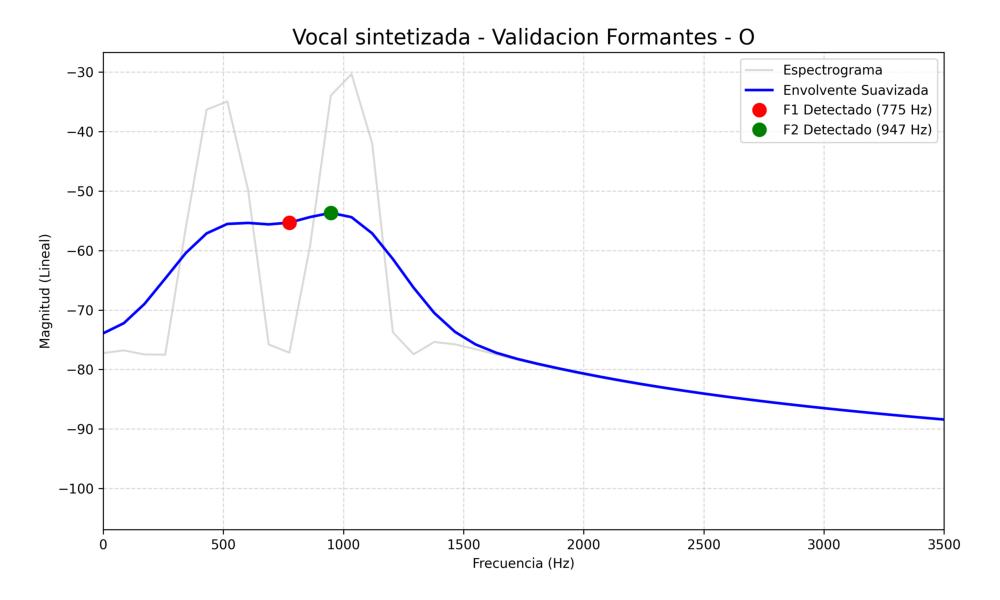 Vocal sintetizada - Validacion Formantes - O
Espectrograma
Envolvente Suavizada
F1 Detectado (775 Hz)
F2 Detectado (947 Hz)
Magnitud (Lineal)
−30
−40
−50
−60
−70
−80
−90
−100
0 500 1000 1500 2000 2500 3000 3500
Frecuencia (Hz)